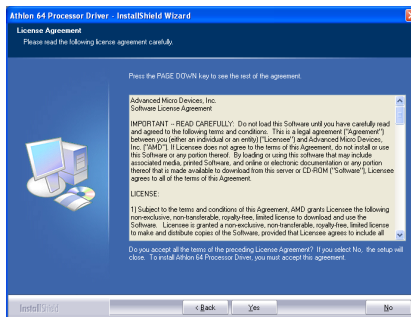 Athlon 64 Processor Driver - InstallShield Wizard
License Agreement
Please read the following license agreement carefully.
Press the PAGE DOWN key to see the rest of the agreement.
Advanced Micro Devices, Inc.
Software License Agreement
IMPORTANT -- READ CAREFULLY: Do not load this Software until you have carefully read
and agreed to the following terms and conditions. This is a legal agreement ("Agreement")
between you (either an individual or an entity) ("Licensee") and Advanced Micro Devices,
Inc. ("AMD"). If Licensee does not agree to the terms of this Agreement, do not install or use
this Software or any portion thereof. By loading or using this software that may include
associated media, printed Software, and online or electronic documentation or any portion
thereof that is made available to download from this server or CD-ROM ("Software"), Licensee
agrees to all of the terms of this Agreement.
LICENSE:
1) Subject to the terms and conditions of this Agreement, AMD grants Licensee the following
non-exclusive, non-transferable, royalty-free, limited license to download and use the
Software. Licensee is granted a non-exclusive, non-transferable, royalty-free, limited license
to make and distribute copies of the Software, provided that Licensee agrees to include all
Do you accept all the terms of the preceding License Agreement? If you select No, the setup will
close. To install Athlon 64 Processor Driver, you must accept this agreement.
InstallShield
< Back
Yes
No